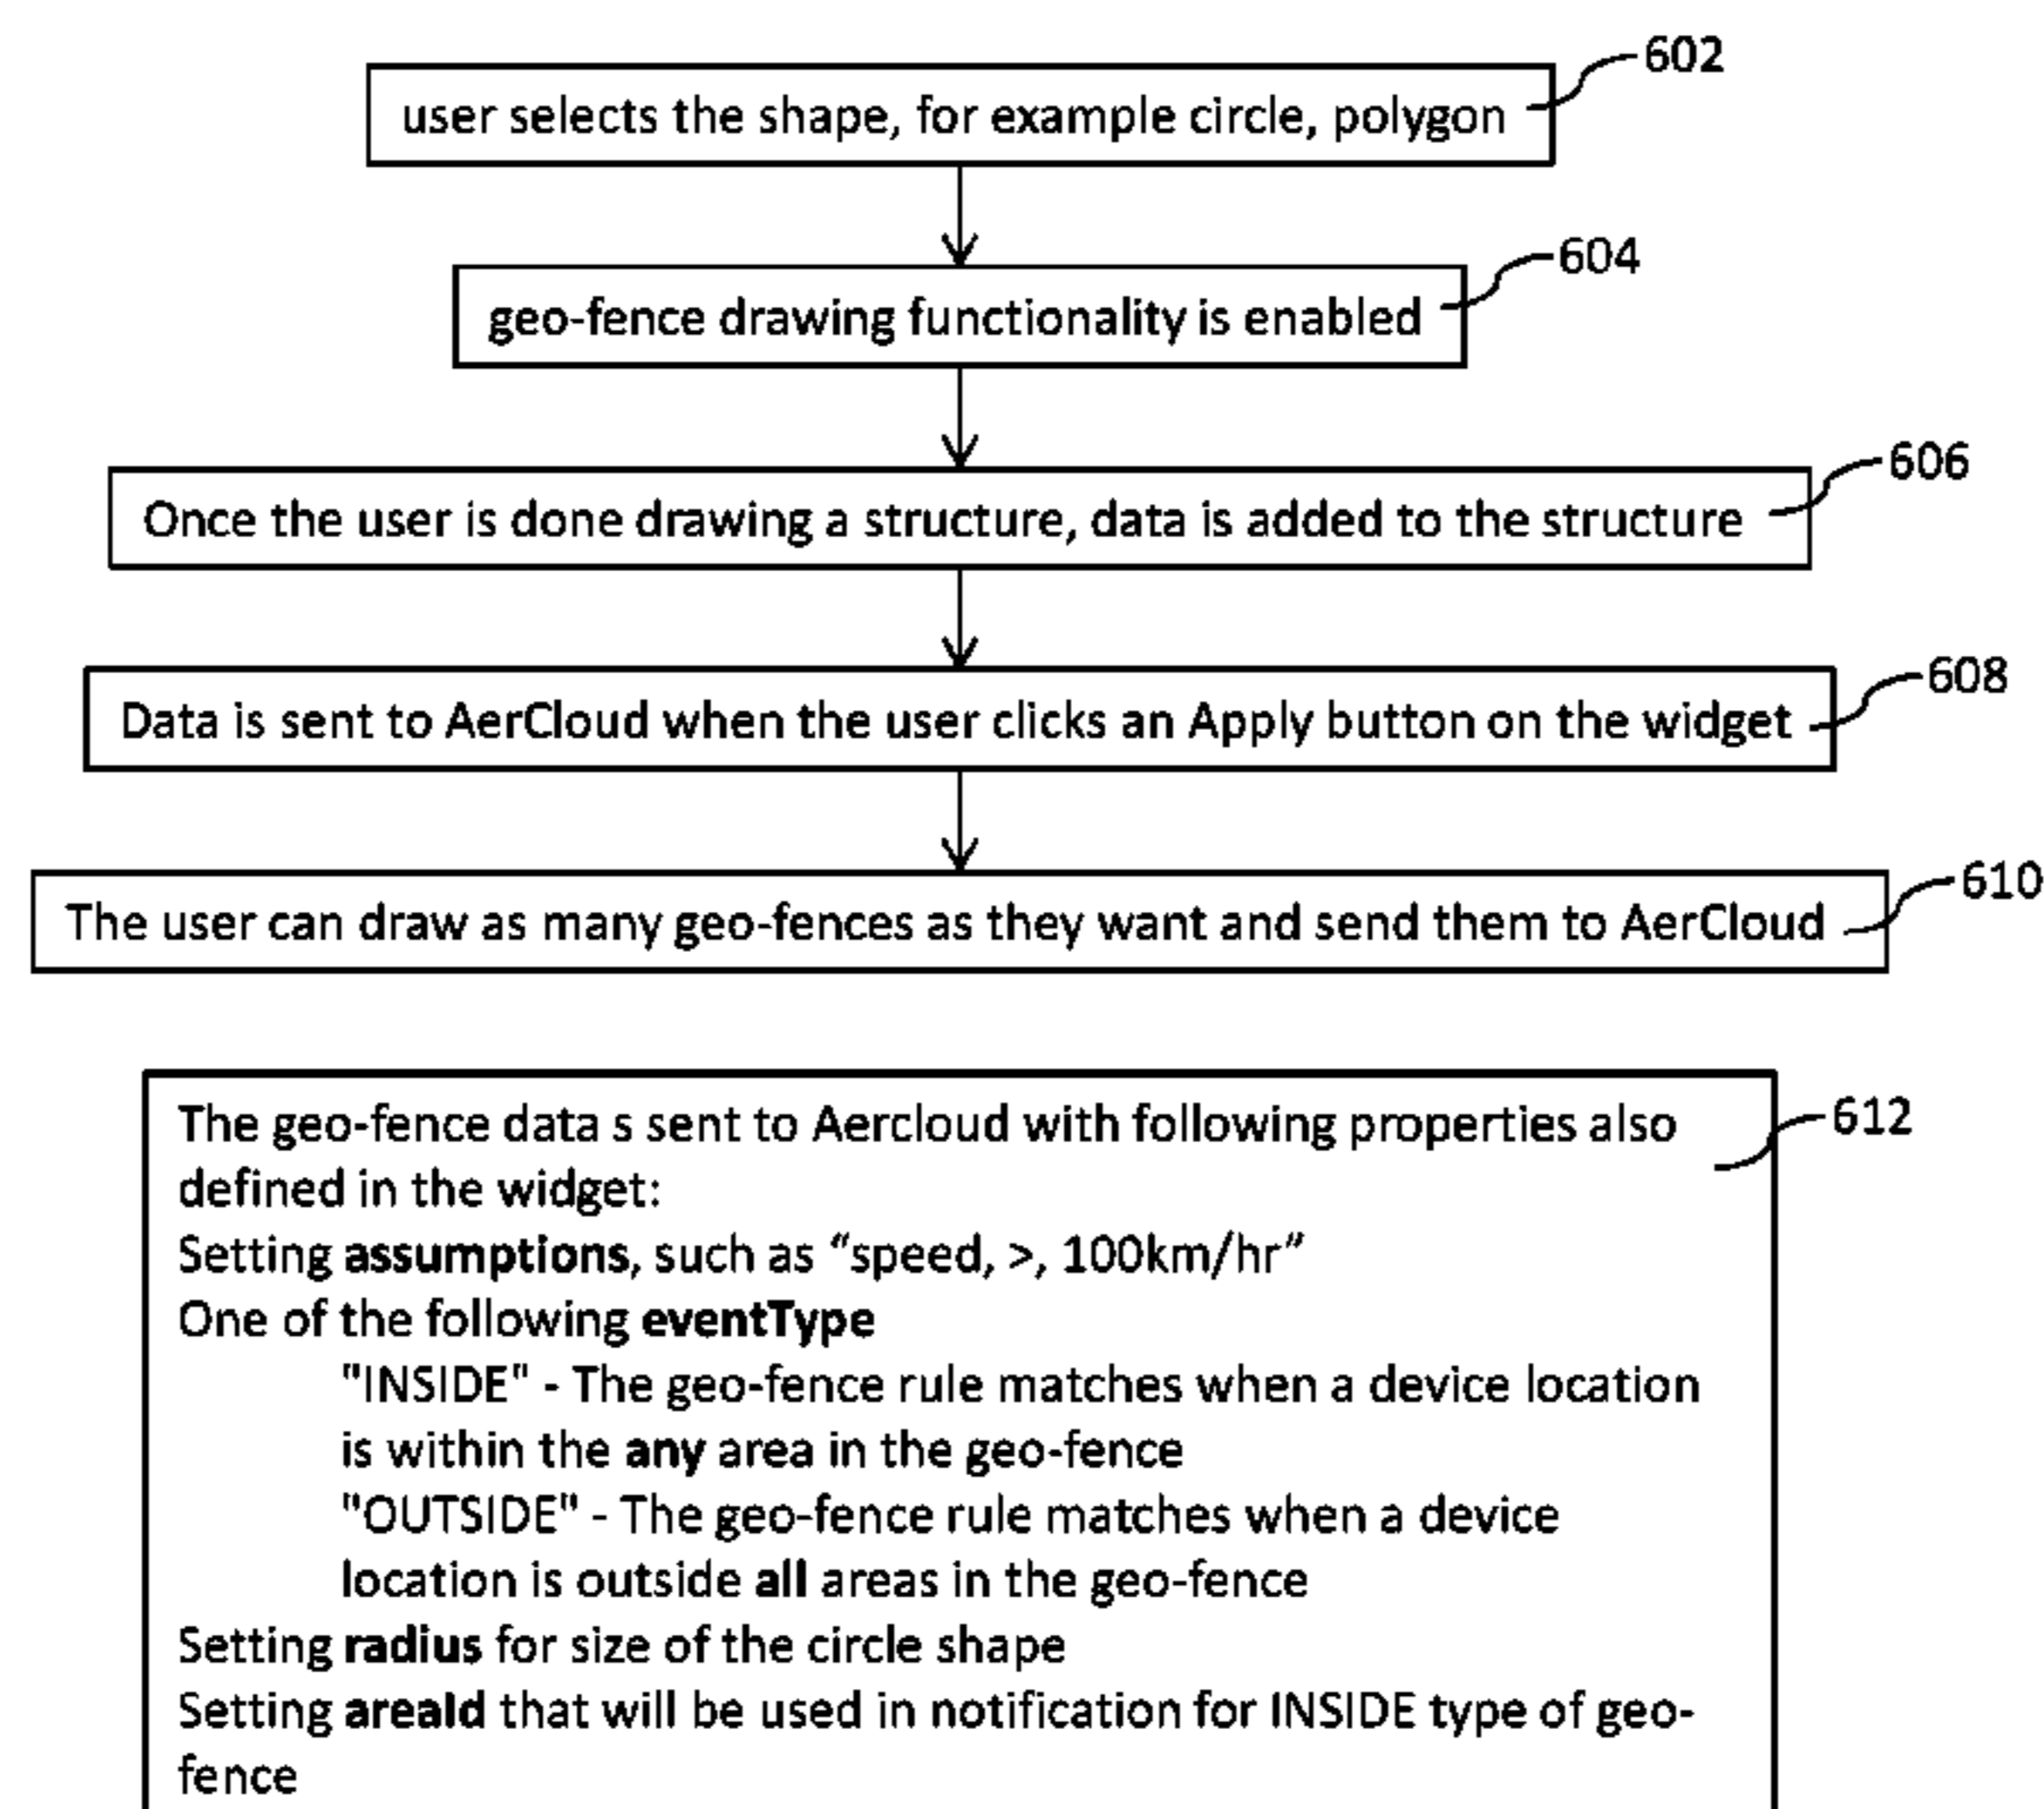 602
user selects the shape, for example circle, polygon
604
geo-fence drawing functionality is enabled
606
Once the user is done drawing a structure, data is added to the structure
608
Data is sent to AerCloud when the user clicks an Apply button on the widget
610
The user can draw as many geo-fences as they want and send them to AerCloud
612
The geo-fence data s sent to Aercloud with following properties also
defined in the widget:
Setting assumptions, such as “speed, >, 100km/hr”
One of the following eventType
"INSIDE" - The geo-fence rule matches when a device location
is within the any area in the geo-fence
"OUTSIDE" - The geo-fence rule matches when a device
location is outside all areas in the geo-fence
Setting radius for size of the circle shape
Setting areaId that will be used in notification for INSIDE type of geo-
fence